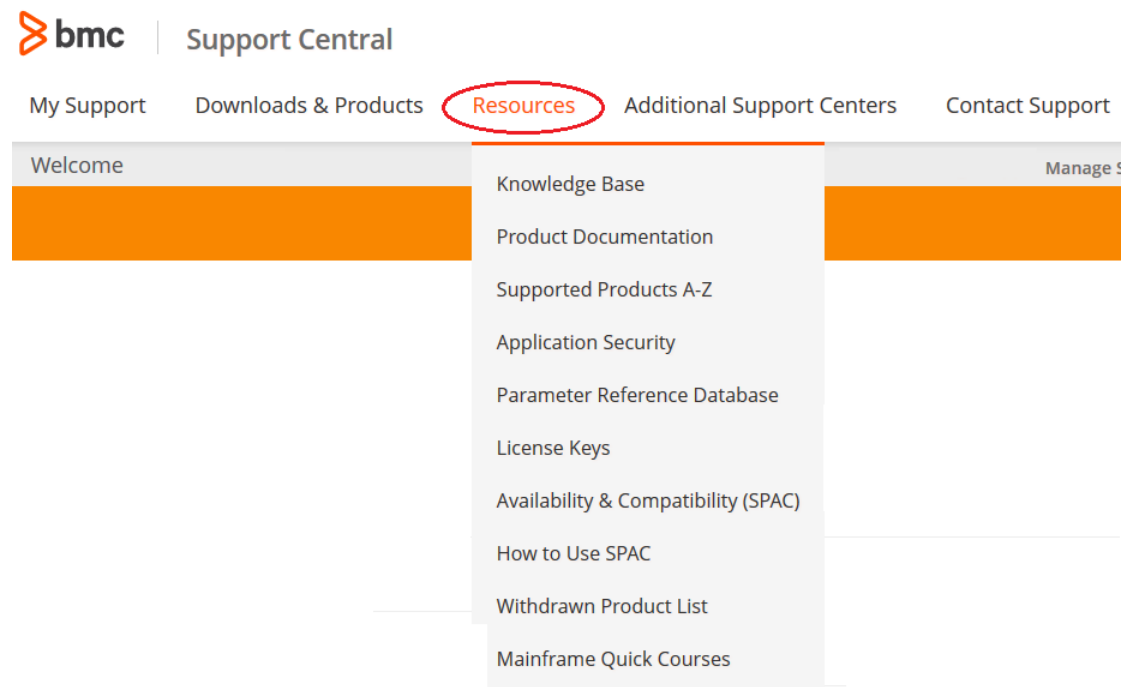 bmc Support Central
My Support Downloads & Products Resources Additional Support Centers Contact Support
Welcome Manage
Knowledge Base
Product Documentation
Supported Products A-Z
Application Security
Parameter Reference Database
License Keys
Availability & Compatibility (SPAC)
How to Use SPAC
Withdrawn Product List
Mainframe Quick Courses